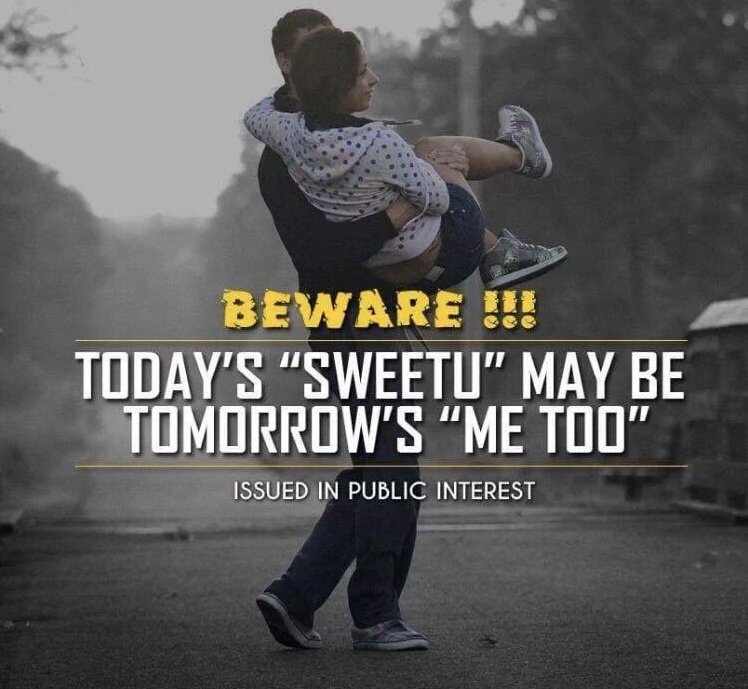 BEWARE !!!
TODAY'S “SWEETU” MAY BE
TOMORROW'S “ME TOO”
ISSUED IN PUBLIC INTEREST